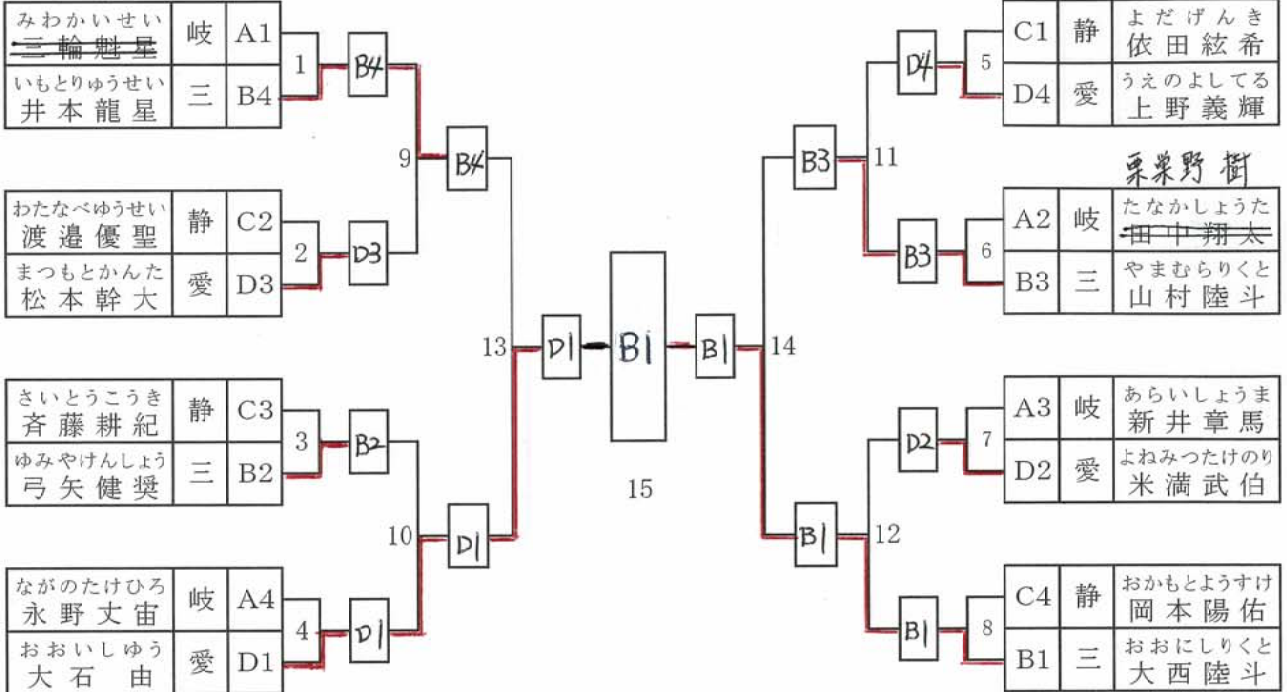 みわかいせい
三輪魁星 岐 A1
1 B4
いもとりゅうせい
井本龍星 三 B4
9 B4
わたなべゆうせい
渡邉優聖 静 C2
2 D3
まつもとかんた
松本幹大 愛 D3
13 D1
さいとうこうき
斉藤耕紀 静 C3
3 B2
ゆみやけんしょう
弓矢健奨 三 B2
10 D1
ながのたけひろ
永野丈宙 岐 A4
4 D1
おおいしゆう
大石由 愛 D1
B1
15
よだげんき
C1 静 依田絃希
D4 5
うえのよしてる
D4 愛 上野義輝
B3 11
栗栄野 樹
たなかしょうた
A2 岐 田中翔太
B3 6
やまむらりくと
B3 三 山村陸斗
B1 14
あらいしょうま
A3 岐 新井章馬
D2 7
よねみつたけのり
D2 愛 米満武伯
B1 12
おかもとようすけ
C4 静 岡本陽佑
B1 8
おおにしりくと
B1 三 大西陸斗